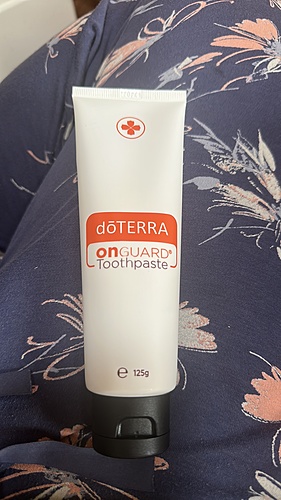 dōTERRA
onGUARD®
Toothpaste
℮ 125g